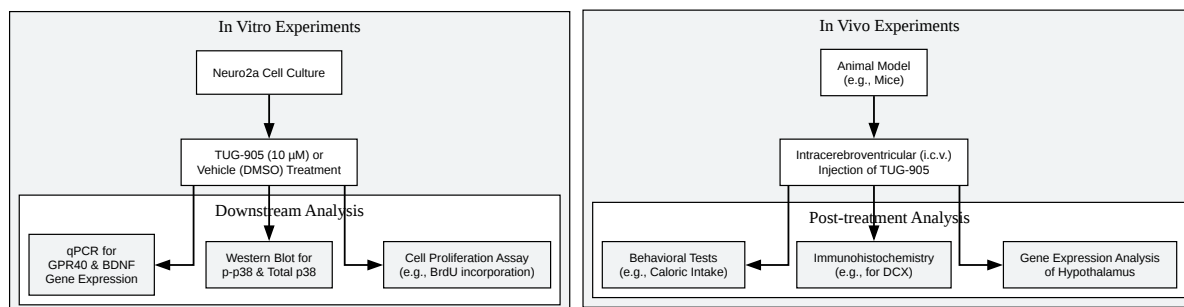 In Vitro Experiments
Neuro2a Cell Culture
TUG-905 (10 µM) or
Vehicle (DMSO) Treatment
Downstream Analysis
qPCR for
GPR40 & BDNF
Gene Expression
Western Blot for
p-p38 & Total p38
Cell Proliferation Assay
(e.g., BrdU incorporation)
In Vivo Experiments
Animal Model
(e.g., Mice)
Intracerebroventricular (i.c.v.)
Injection of TUG-905
Post-treatment Analysis
Behavioral Tests
(e.g., Caloric Intake)
Immunohistochemistry
(e.g., for DCX)
Gene Expression Analysis
of Hypothalamus